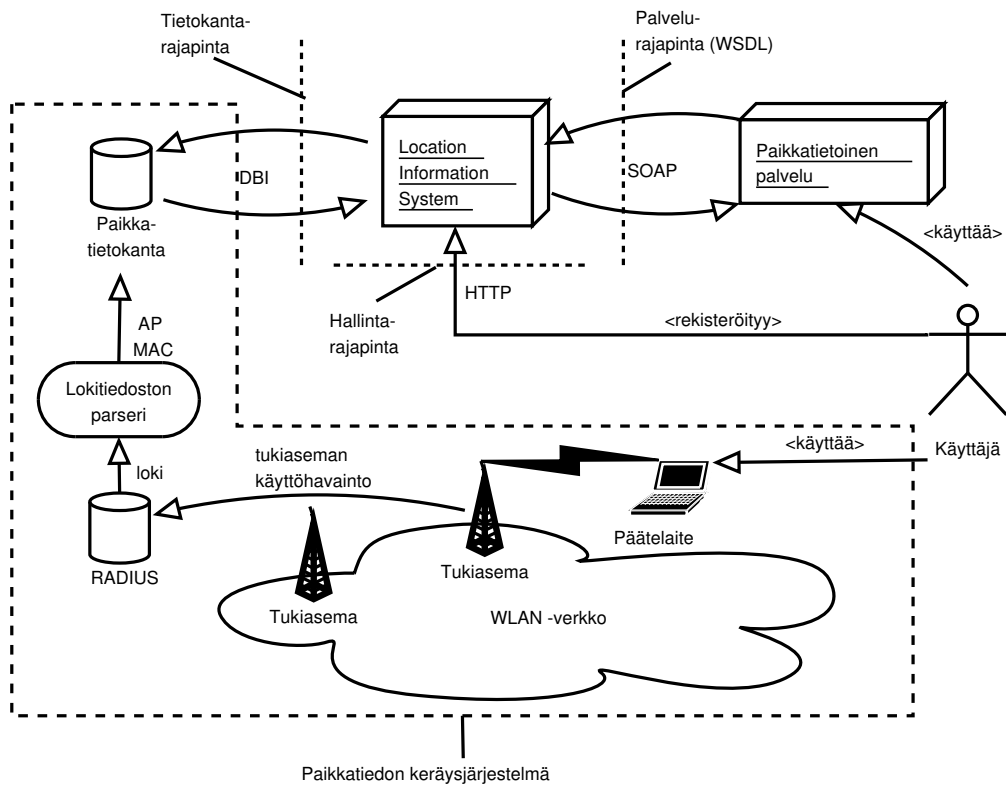 Tietokanta-
rajapinta
Palvelu-
rajapinta (WSDL)
DBI
Location
Information
System
SOAP
Paikkatietoinen
palvelu
Paikka-
tietokanta
<käyttää>
HTTP
Hallinta-
rajapinta
<rekisteröityy>
AP
MAC
Lokitiedoston
parseri
loki
tukiaseman
käyttöhavainto
<käyttää>
Käyttäjä
Päätelaite
RADIUS
Tukiasema
Tukiasema
WLAN -verkko
Paikkatiedon keräysjärjestelmä